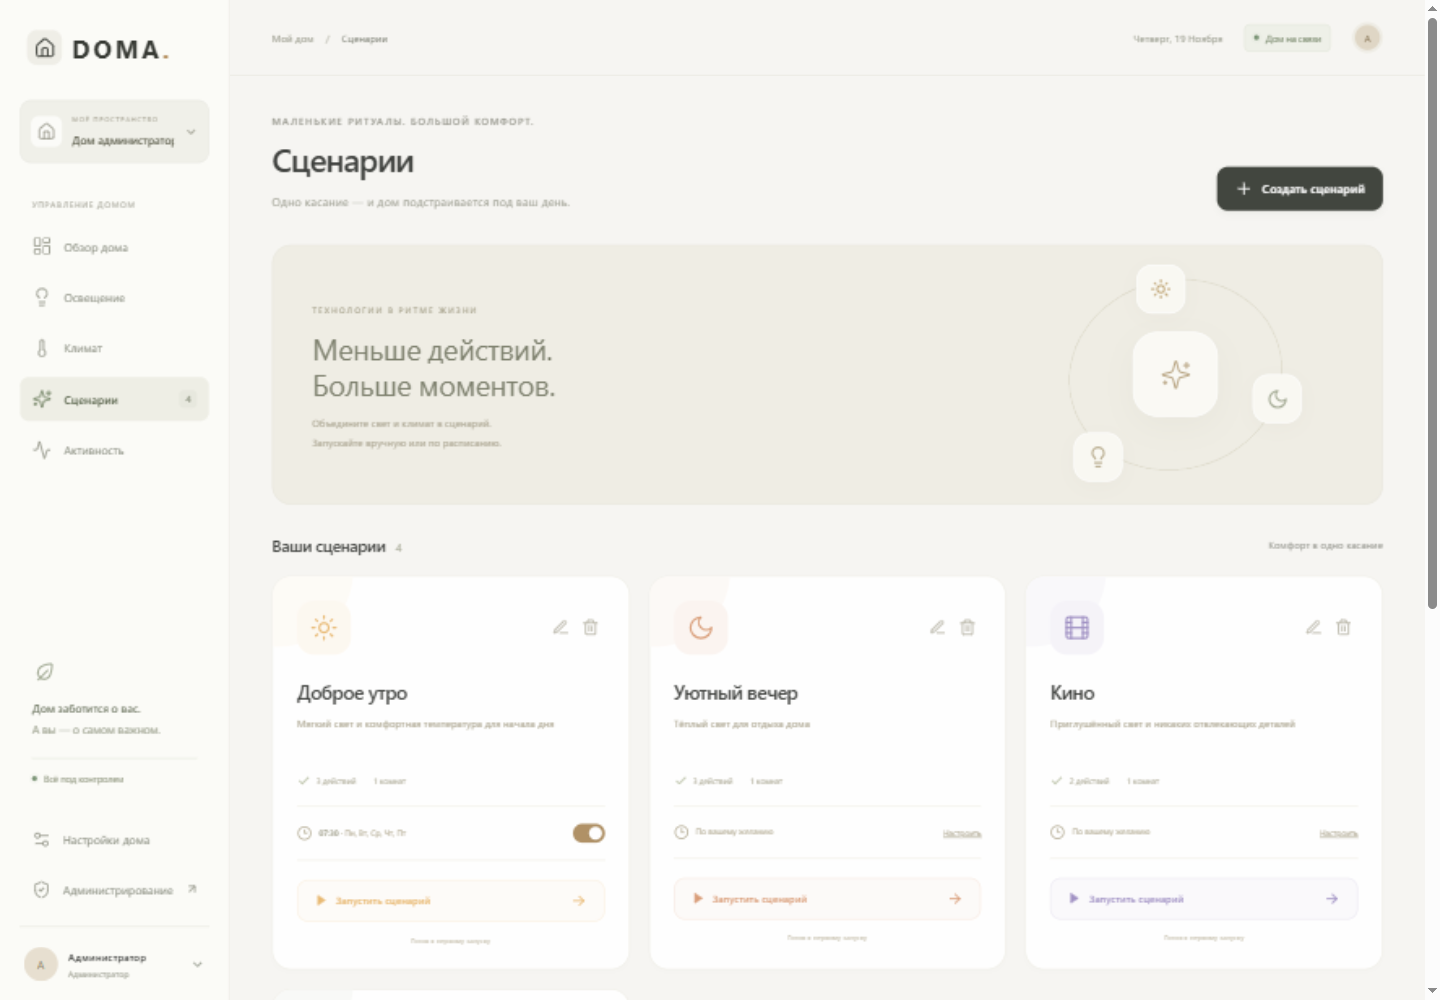 DOMA.
МОЁ ПРОСТРАНСТВО
Дом администратор
УПРАВЛЕНИЕ ДОМОМ
Обзор дома
Освещение
Климат
Сценарии 4
Активность
Дом заботится о вас.
А вы — о самом важном.
Всё под контролем
Настройки дома
Администрирование
А Администратор
Администратор
Мой дом / Сценарии
Четверг, 19 Ноября
Дом на связи
А
МАЛЕНЬКИЕ РИТУАЛЫ. БОЛЬШОЙ КОМФОРТ.
Сценарии
Одно касание — и дом подстраивается под ваш день.
Создать сценарий
ТЕХНОЛОГИИ В РИТМЕ ЖИЗНИ
Меньше действий.
Больше моментов.
Объедините свет и климат в сценарий.
Запускайте вручную или по расписанию.
Ваши сценарии 4
Комфорт в одно касание
Доброе утро
Мягкий свет и комфортная температура для начала дня
3 действий 1 комнат
07:30 · Пн, Вт, Ср, Чт, Пт
Запустить сценарий
Готов к первому запуску
Уютный вечер
Тёплый свет для отдыха дома
3 действий 1 комнат
По вашему желанию
Настроить
Запустить сценарий
Готов к первому запуску
Кино
Приглушённый свет и никаких отвлекающих деталей
2 действий 1 комнат
По вашему желанию
Настроить
Запустить сценарий
Готов к первому запуску